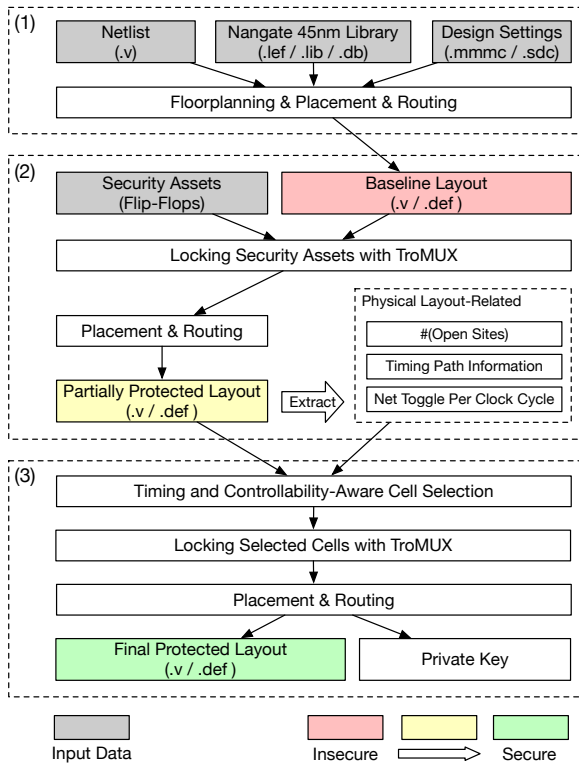 (1)
Netlist
(.v)
Nangate 45nm Library
(.lef / .lib / .db)
Design Settings
(.mmmc / .sdc)
Floorplanning & Placement & Routing
(2)
Security Assets
(Flip-Flops)
Baseline Layout
(.v / .def )
Locking Security Assets with TroMUX
Placement & Routing
Partially Protected Layout
(.v / .def )
Extract
Physical Layout-Related
#(Open Sites)
Timing Path Information
Net Toggle Per Clock Cycle
(3)
Timing and Controllability-Aware Cell Selection
Locking Selected Cells with TroMUX
Placement & Routing
Final Protected Layout
(.v / .def )
Private Key
Input Data
Insecure
Secure